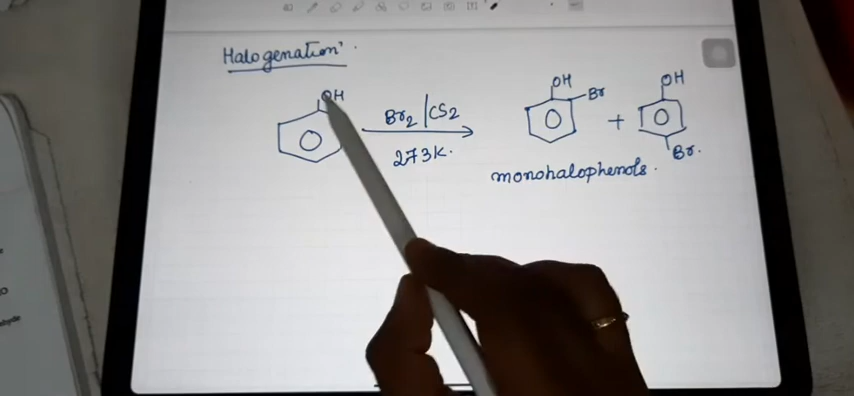 Halogenation
OH
Br2/CS2
273K.
OH
Br
+
OH
Br.
monohalophenols.